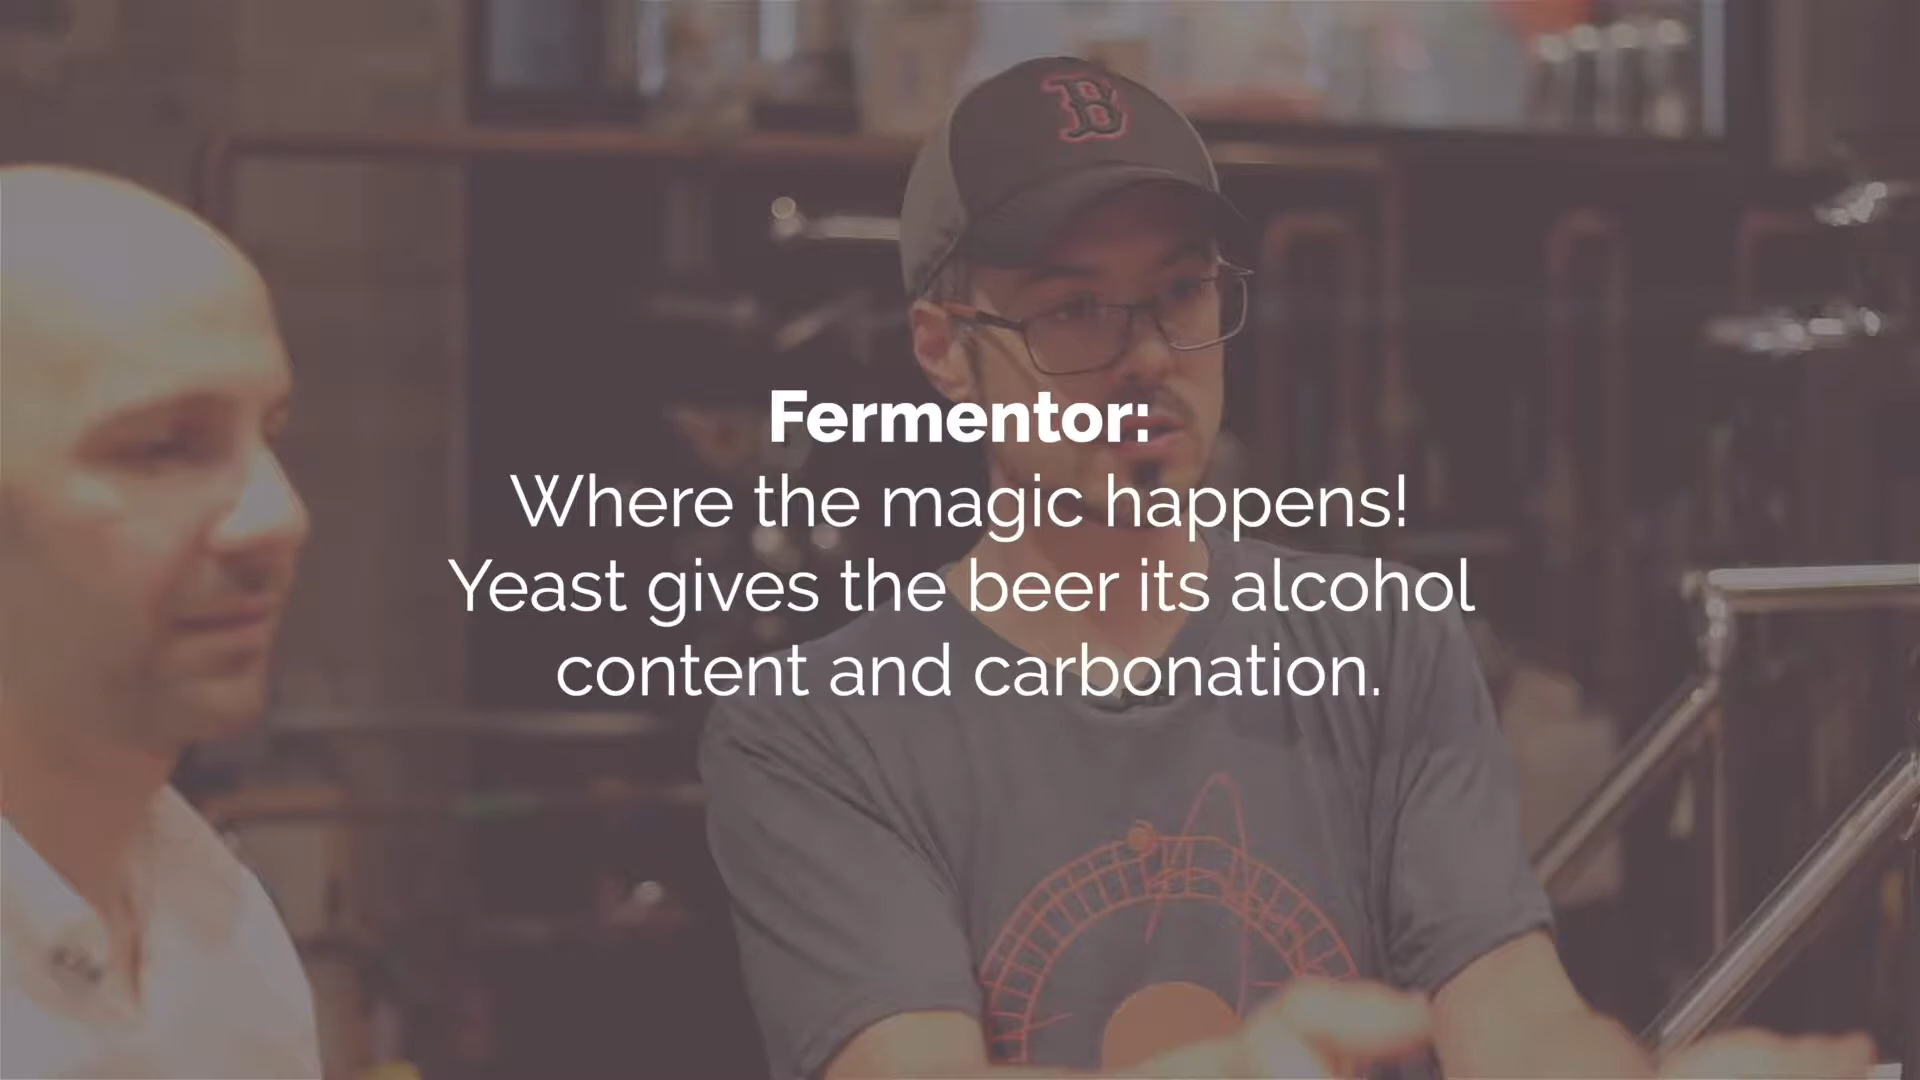 B
Fermentor:
Where the magic happens!
Yeast gives the beer its alcohol
content and carbonation.